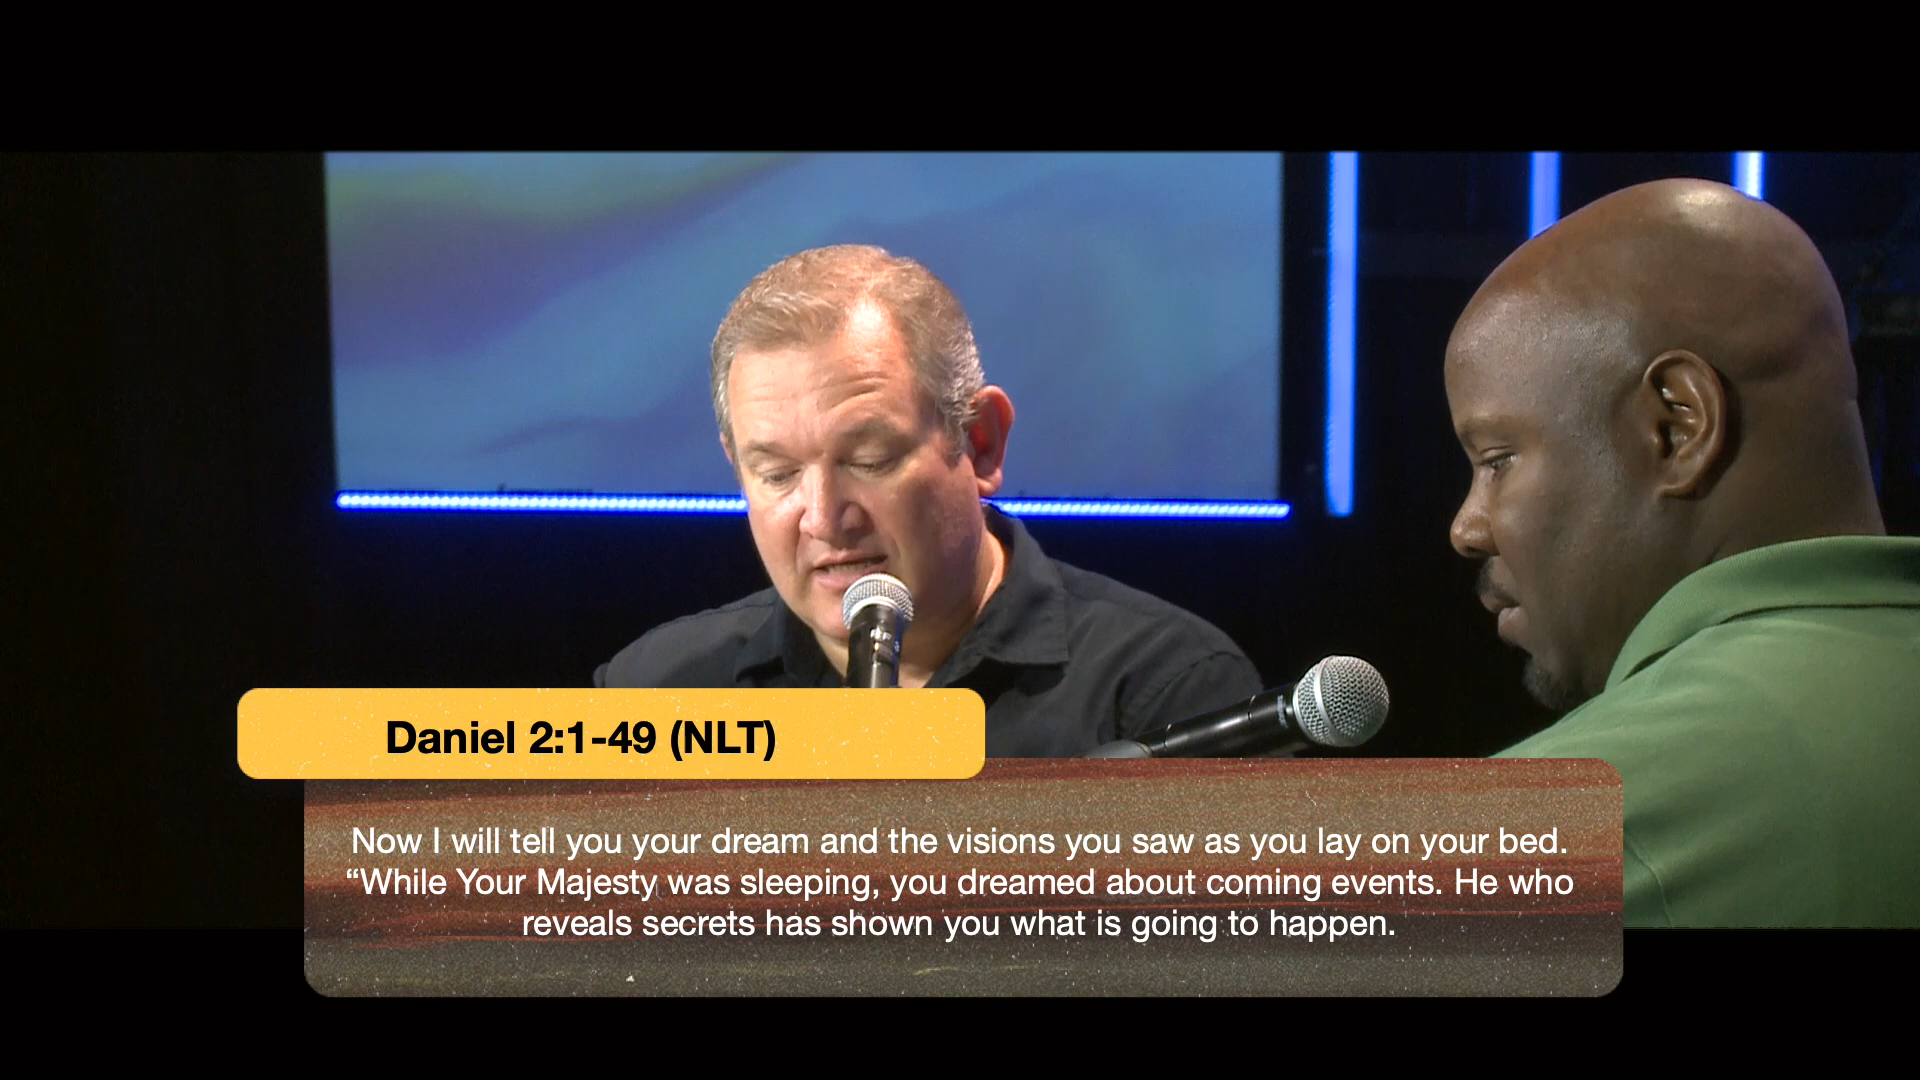 Daniel 2:1-49 (NLT)
Now I will tell you your dream and the visions you saw as you lay on your bed.
“While Your Majesty was sleeping, you dreamed about coming events. He who
reveals secrets has shown you what is going to happen.